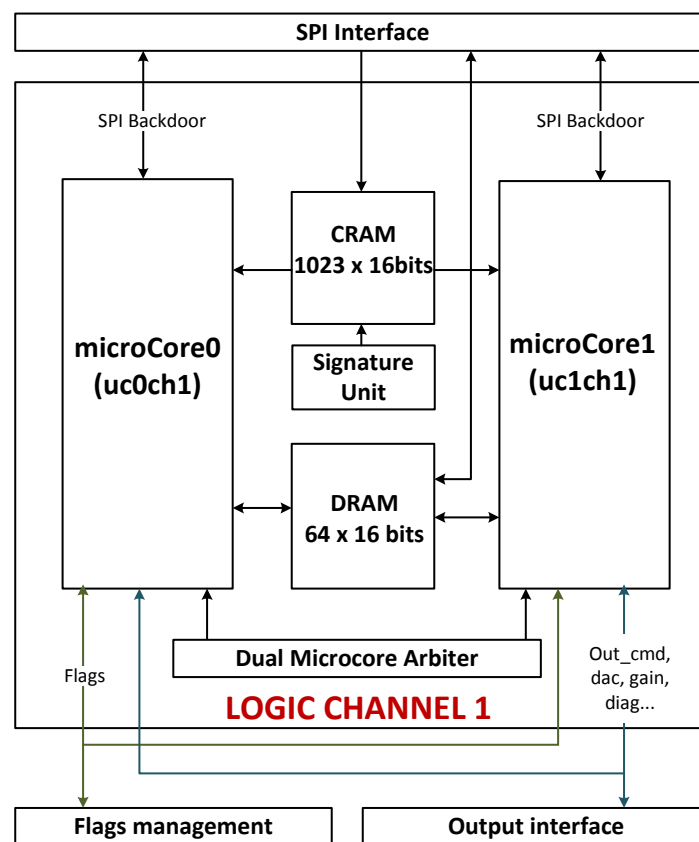 SPI Interface
SPI Backdoor
SPI Backdoor
CRAM
1023 x 16bits
microCore0
(uc0ch1)
microCore1
(uc1ch1)
Signature
Unit
DRAM
64 x 16 bits
Dual Microcore Arbiter
Flags
Out_cmd,
dac, gain,
diag...
LOGIC CHANNEL 1
Flags management
Output interface